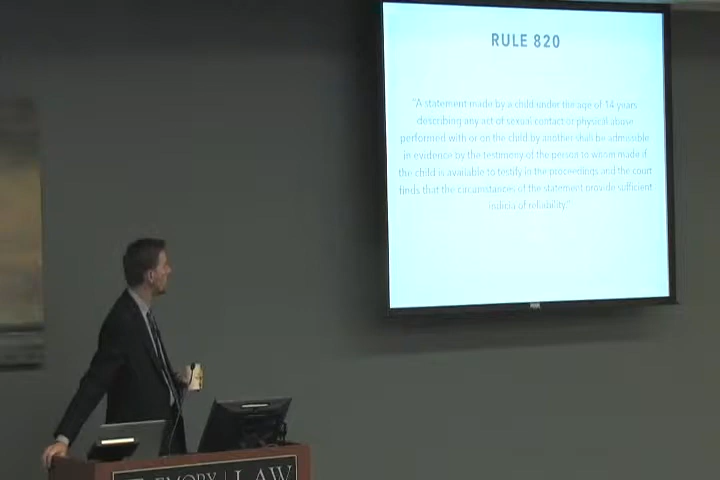 RULE 820
"A statement made by a child under the age of 14 years
describing any act of sexual contact or physical abuse
performed with or on the child by another shall be admissible
in evidence by the testimony of the person to whom made if
the child is available to testify in the proceedings and the court
finds that the circumstances of the statement provide sufficient
indicia of reliability."
EMORY | LAW